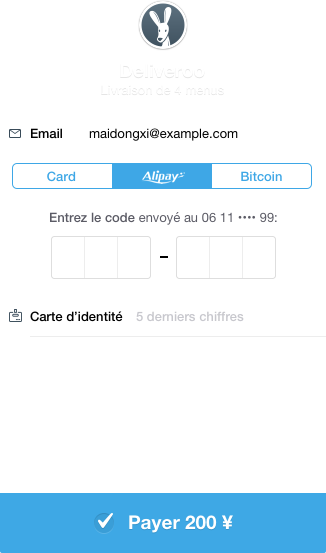 Deliveroo
Livraison de 4 menus
Email maidongxi@example.com
Card Alipay Bitcoin
Entrez le code envoyé au 06 11 •••• 99:
–
Carte d’identité 5 derniers chiffres
Payer 200 ¥